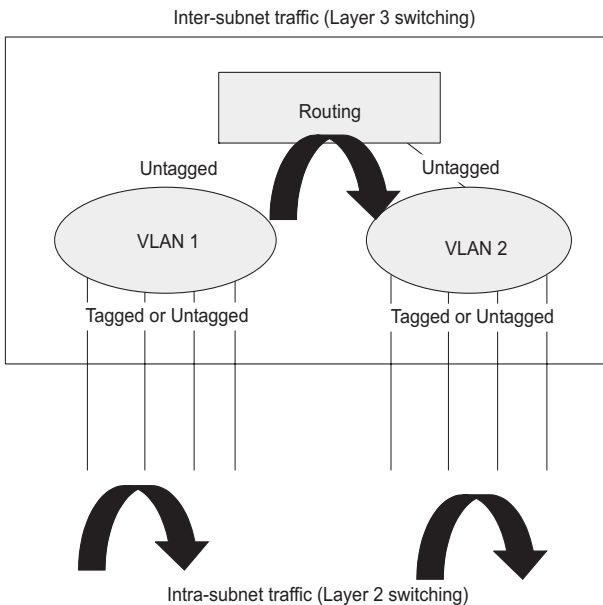 Inter-subnet traffic (Layer 3 switching)
Routing
Untagged
Untagged
VLAN 1
VLAN 2
Tagged or Untagged
Tagged or Untagged
Intra-subnet traffic (Layer 2 switching)